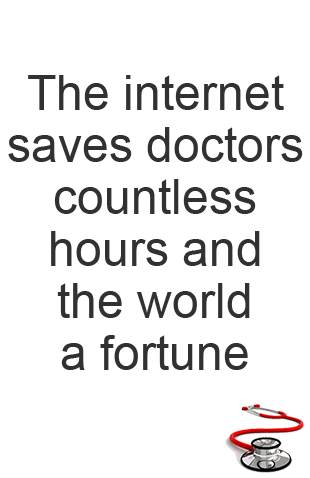 The internet
saves doctors
countless
hours and
the world
a fortune